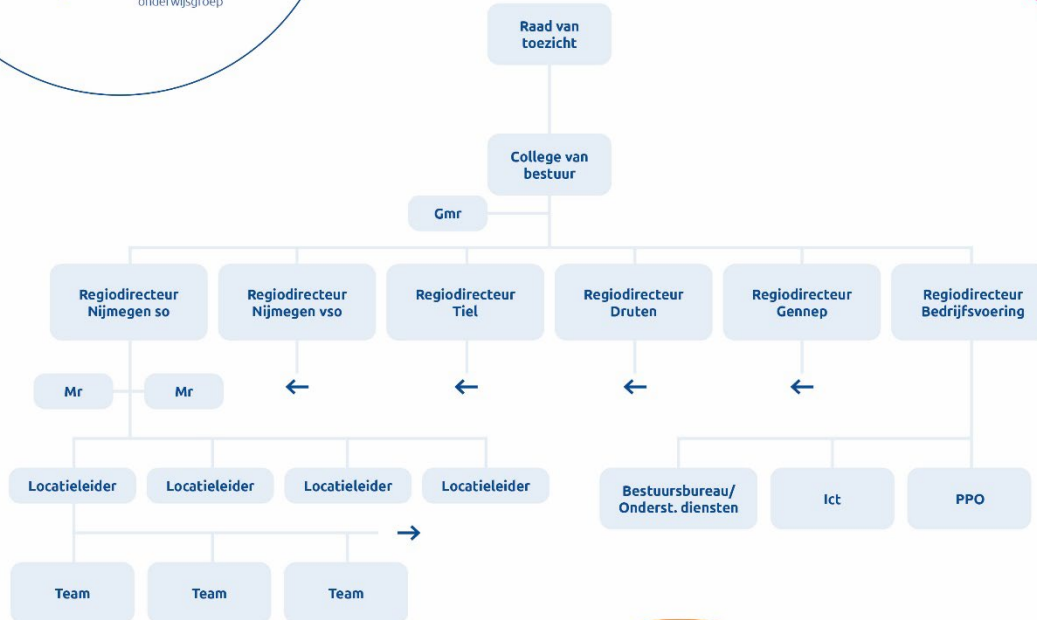 onderwijsgroep
Raad van
toezicht
College van
bestuur
Gmr
Regiodirecteur
Nijmegen so
Regiodirecteur
Nijmegen vso
Regiodirecteur
Tiel
Regiodirecteur
Druten
Regiodirecteur
Gennep
Regiodirecteur
Bedrijfsvoering
Mr
Mr
Locatieleider
Locatieleider
Locatieleider
Locatieleider
Bestuursbureau/
Onderst. diensten
Ict
PPO
Team
Team
Team